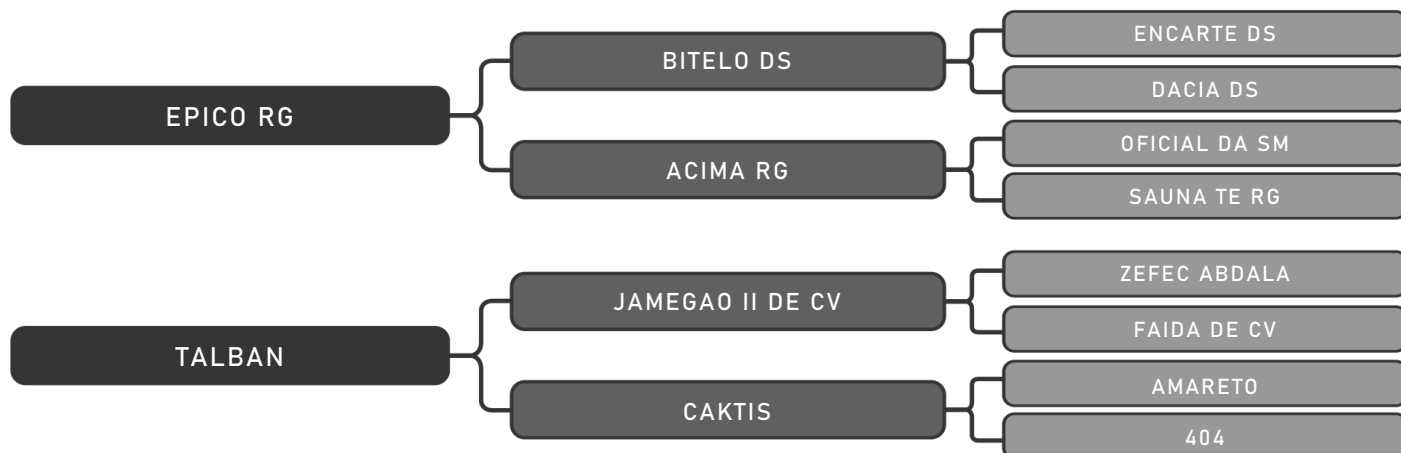 EPICO RG
BITELO DS
ACIMA RG
ENCARTE DS
DACIA DS
OFICIAL DA SM
SAUNA TE RG
TALBAN
JAMEGAO II DE CV
CAKTIS
ZEFEC ABDALA
FAIDA DE CV
AMARETO
404